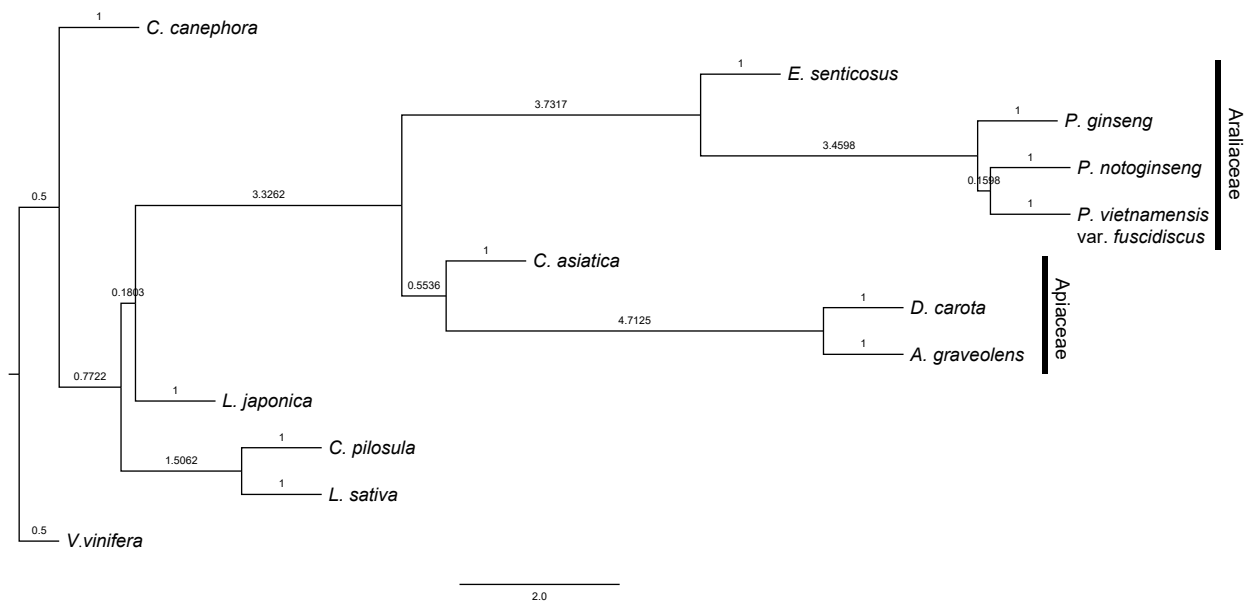 1
C. canephora
1
E. senticosus
3.7317
1
P. ginseng
3.4598
1
P. notoginseng
0.1598
1
P. vietnamensis
var. fuscidiscus
Araliaceae
0.5
3.3262
1
C. asiatica
0.5536
0.1803
1
D. carota
4.7125
1
A. graveolens
Apiaceae
0.7722
1
L. japonica
1
C. pilosula
1.5062
1
L. sativa
0.5
V.vinifera
2.0